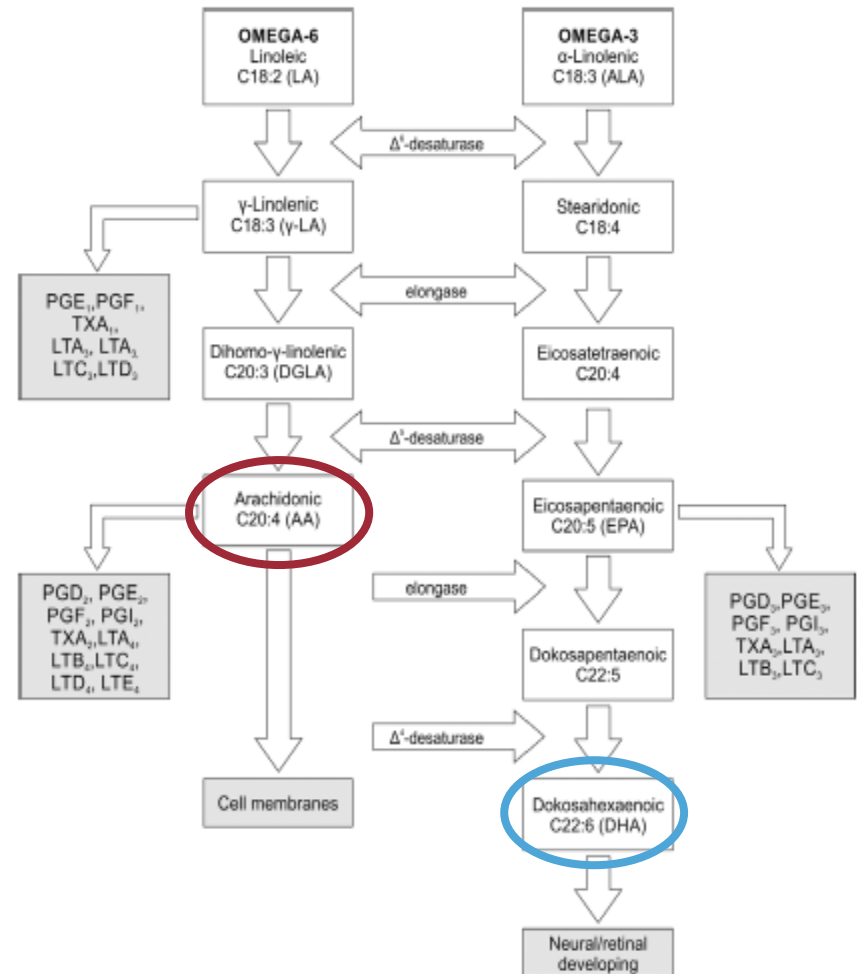 OMEGA-6
Linoleic
C18:2 (LA)
OMEGA-3
α-Linolenic
C18:3 (ALA)
Δ⁶-desaturase
γ-Linolenic
C18:3 (γ-LA)
Stearidonic
C18:4
PGE₁,PGF₁,
TXA₁,
LTA₃, LTA₃,
LTC₃,LTD₃
elongase
Dihomo-γ-linolenic
C20:3 (DGLA)
Eicosatetraenoic
C20:4
Δ⁵-desaturase
Arachidonic
C20:4 (AA)
Eicosapentaenoic
C20:5 (EPA)
PGD₂, PGE₂,
PGF₂, PGI₂,
TXA₂,LTA₄,
LTB₄,LTC₄,
LTD₄, LTE₄
elongase
PGD₃,PGE₃,
PGF₃, PGI₃,
TXA₃,LTA₃,
LTB₃,LTC₃
Dokosapentaenoic
C22:5
Δ⁴-desaturase
Cell membranes
Dokosahexaenoic
C22:6 (DHA)
Neural/retinal
developing